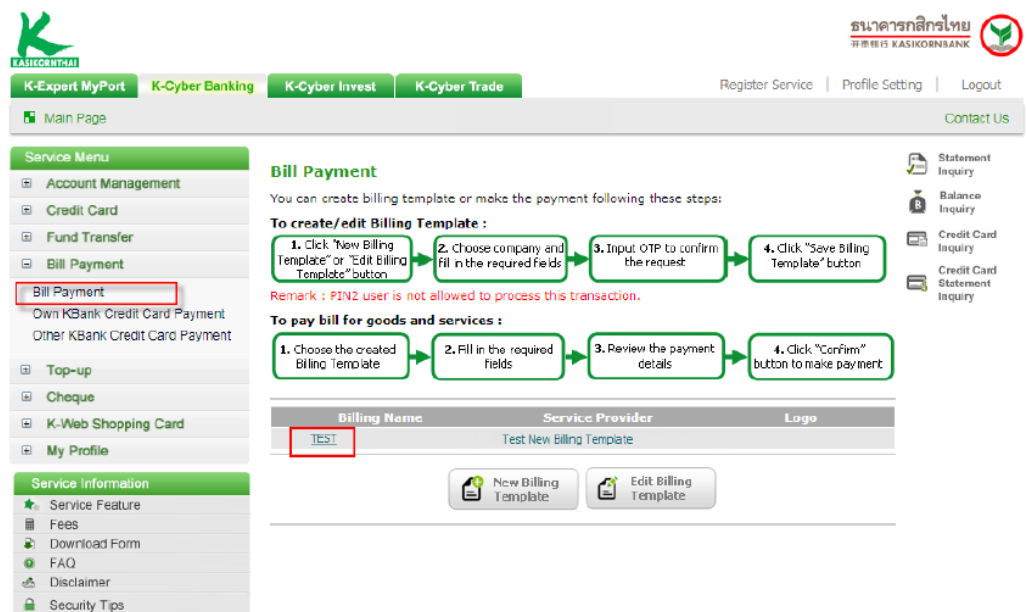 KASIKORNTHAI
ธนาคารกสิกรไทย
开泰银行 KASIKORNBANK
K-Expert MyPort
K-Cyber Banking
K-Cyber Invest
K-Cyber Trade
Register Service | Profile Setting | Logout
Main Page
Contact Us
Service Menu
Account Management
Credit Card
Fund Transfer
Bill Payment
Bill Payment
Own KBank Credit Card Payment
Other KBank Credit Card Payment
Top-up
Cheque
K-Web Shopping Card
My Profile
Service Information
Service Feature
Fees
Download Form
FAQ
Disclaimer
Security Tips
Bill Payment
You can create billing template or make the payment following these steps:
To create/edit Billing Template :
1. Click "New Billing
Template" or "Edit Billing
Template" button
2. Choose company and
fill in the required fields
3. Input OTP to confirm
the request
4. Click "Save Billing
Template" button
Remark : PIN2 user is not allowed to process this transaction.
To pay bill for goods and services :
1. Choose the created
Billing Template
2. Fill in the required
fields
3. Review the payment
details
4. Click "Confirm"
button to make payment
Billing Name
Service Provider
Logo
TEST
Test New Billing Template
New Billing
Template
Edit Billing
Template
Statement
Inquiry
Balance
Inquiry
Credit Card
Inquiry
Credit Card
Statement
Inquiry